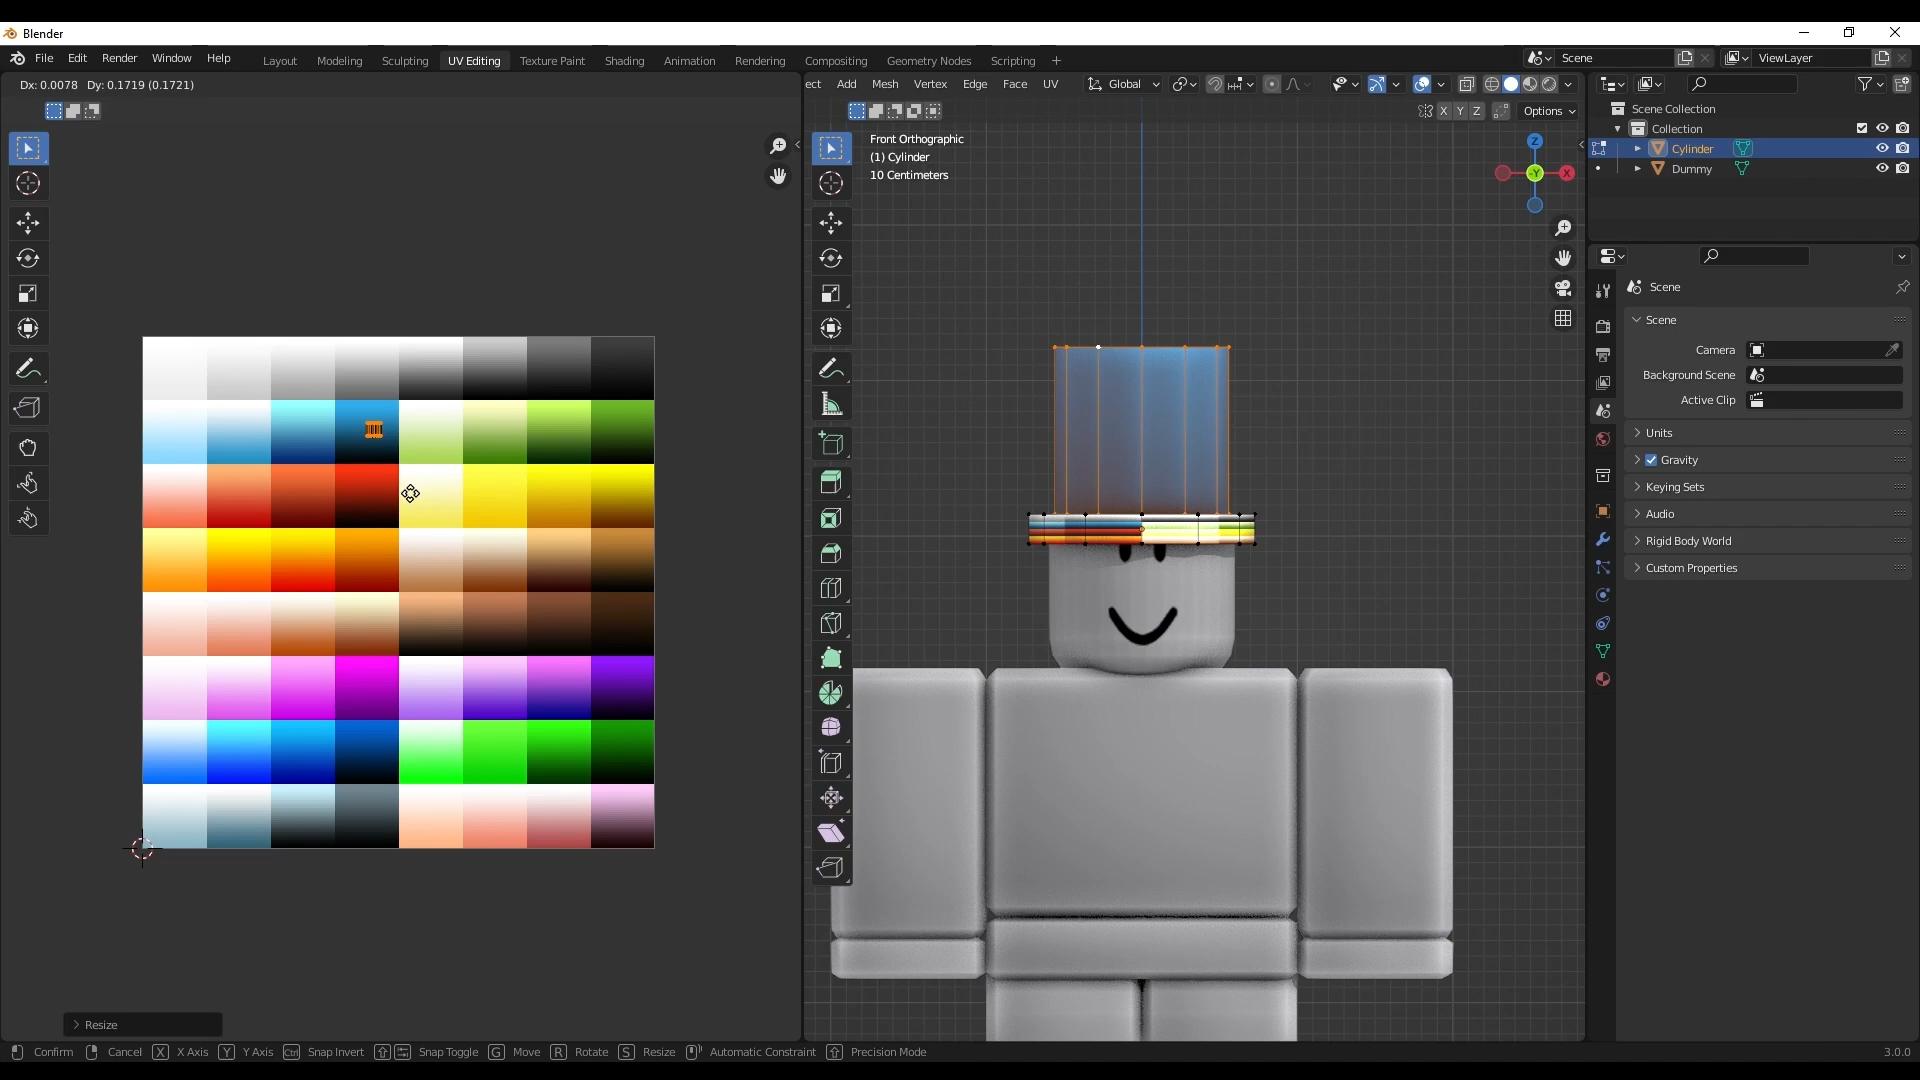 Blender
File Edit Render Window Help
Layout Modeling Sculpting UV Editing Texture Paint Shading Animation Rendering Compositing Geometry Nodes Scripting +
Scene
ViewLayer
Dx: 0.0078 Dy: 0.1719 (0.1721)
ect Add Mesh Vertex Edge Face UV
Global
X Y Z
Options
Front Orthographic
(1) Cylinder
10 Centimeters
Z
-Y
X
Scene Collection
Collection
Cylinder
Dummy
Scene
Scene
Camera
Background Scene
Active Clip
Units
Gravity
Keying Sets
Audio
Rigid Body World
Custom Properties
Resize
Confirm Cancel X X Axis Y Y Axis Ctrl Snap Invert Snap Toggle G Move R Rotate S Resize Automatic Constraint Precision Mode
3.0.0